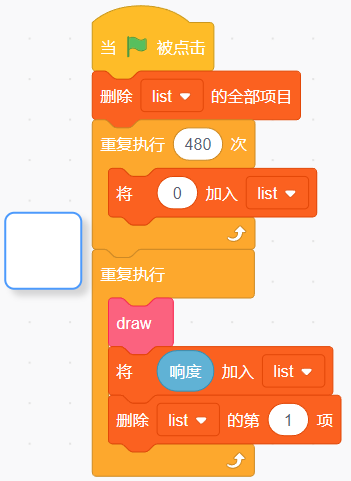 当 被点击
删除 list 的全部项目
重复执行 480 次
将 0 加入 list
重复执行
draw
将 响度 加入 list
删除 list 的第 1 项